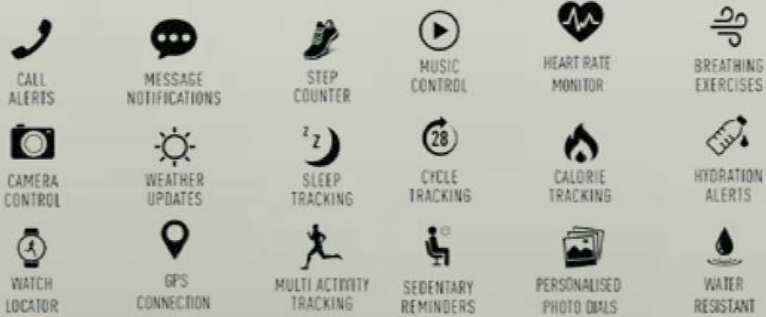 CALL
ALERTS
MESSAGE
NOTIFICATIONS
STEP
COUNTER
MUSIC
CONTROL
HEART RATE
MONITOR
BREATHING
EXERCISES
CAMERA
CONTROL
WEATHER
UPDATES
z z
SLEEP
TRACKING
28
CYCLE
TRACKING
CALORIE
TRACKING
HYDRATION
ALERTS
WATCH
LOCATOR
GPS
CONNECTION
MULTI ACTIVITY
TRACKING
SEDENTARY
REMINDERS
PERSONALISED
PHOTO DIALS
WATER
RESISTANT